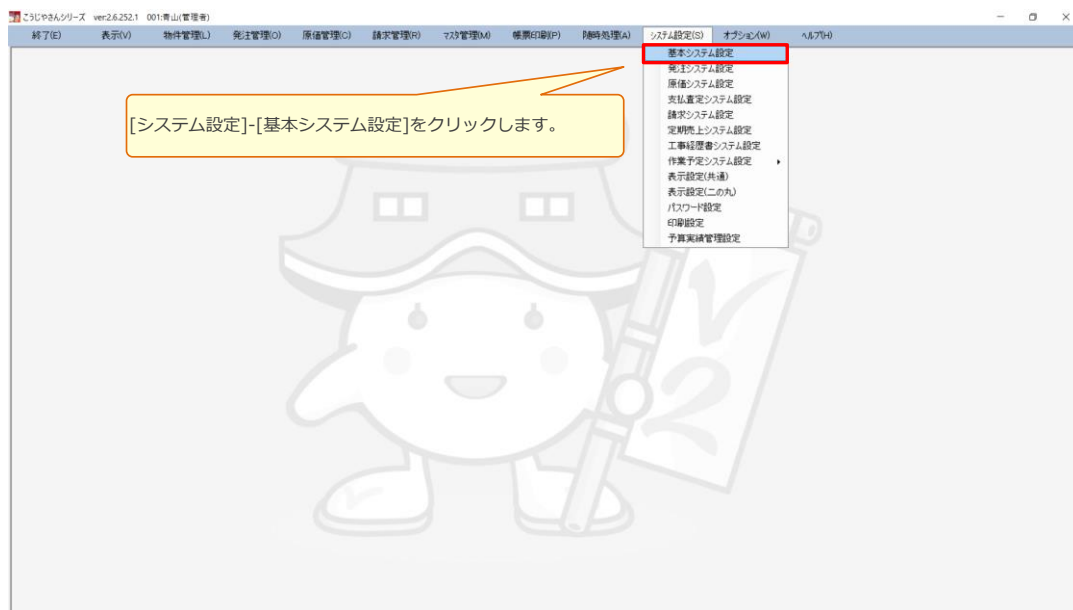 こうじやさんシリーズ ver.2.6.252.1 001:青山(管理者)
終了(E) 表示(V) 物件管理(L) 発注管理(O) 原価管理(C) 請求管理(R) マスタ管理(M) 帳票印刷(P) 随時処理(A) システム設定(S) オプション(W) ヘルプ(H)
基本システム設定
発注システム設定
原価システム設定
支払査定システム設定
請求システム設定
定期売上システム設定
工事経歴書システム設定
作業予定システム設定
表示設定(共通)
表示設定(二の丸)
パスワード設定
印刷設定
予算実績管理設定
[システム設定]-[基本システム設定]をクリックします。
V2